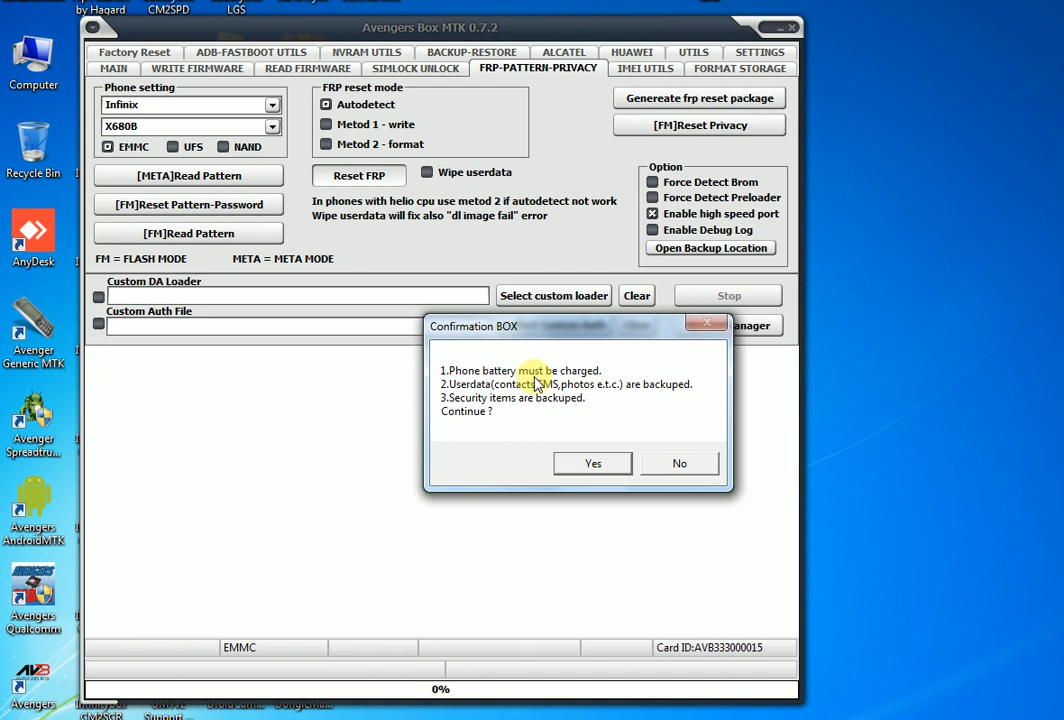 by Hagard
CM2SPD
LGS
Avengers Box MTK 0.7.2
Factory Reset
ADB-FASTBOOT UTILS
NVRAM UTILS
BACKUP-RESTORE
ALCATEL
HUAWEI
UTILS
SETTINGS
MAIN
WRITE FIRMWARE
READ FIRMWARE
SIMLOCK UNLOCK
FRP-PATTERN-PRIVACY
IMEI UTILS
FORMAT STORAGE
Computer
Recycle Bin
AnyDesk
Avenger
Generic MTK
Avenger
Spreadtru...
Avengers
AndroidMTK
Avengers
Qualcomm
AVB
Avengers
Phone setting
Infinix
X680B
EMMC
UFS
NAND
[META]Read Pattern
[FM]Reset Pattern-Password
[FM]Read Pattern
FM = FLASH MODE
META = META MODE
FRP reset mode
Autodetect
Metod 1 - write
Metod 2 - format
Reset FRP
Wipe userdata
In phones with helio cpu use metod 2 if autodetect not work
Wipe userdata will fix also "dl image fail" error
Genereate frp reset package
[FM]Reset Privacy
Option
Force Detect Brom
Force Detect Preloader
Enable high speed port
Enable Debug Log
Open Backup Location
Custom DA Loader
Select custom loader
Clear
Stop
Custom Auth File
anager
Confirmation BOX
1.Phone battery must be charged.
2.Userdata(contacts,SMS,photos e.t.c.) are backuped.
3.Security items are backuped.
Continue ?
Yes
No
EMMC
Card ID:AVB333000015
0%
CM2SCR
Support...